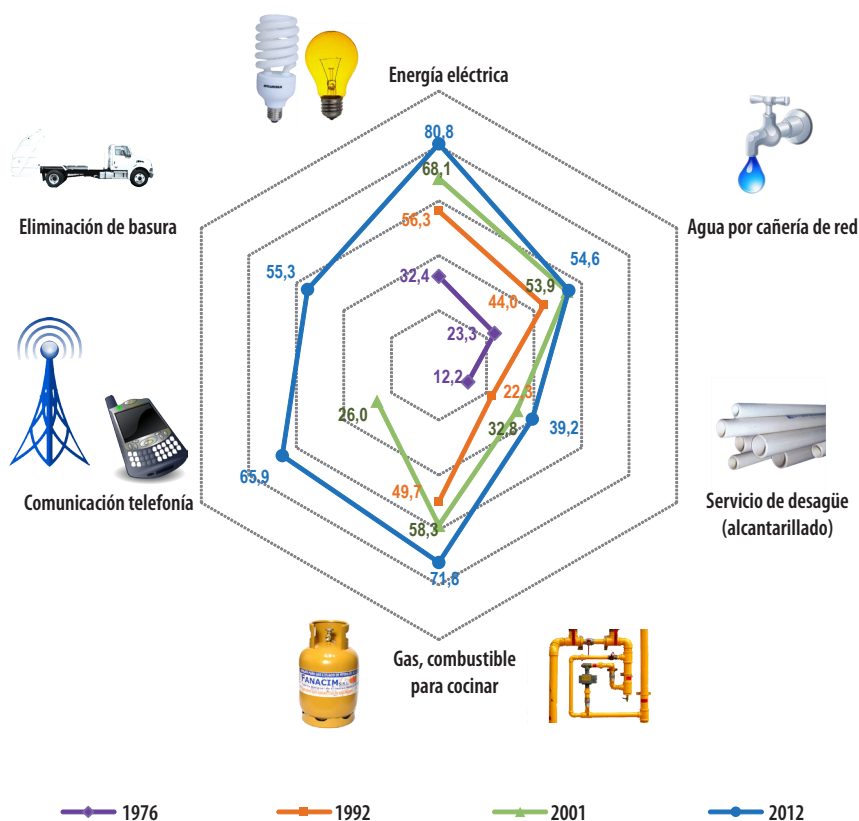 Energía eléctrica
80,8
68,1
56,3
32,4
Eliminación de basura
Agua por cañería de red
55,3
54,6
53,9
44,0
23,3
12,2
22,3
26,0
32,8
39,2
65,9
Comunicación telefonía
49,7
58,3
Servicio de desagüe
(alcantarillado)
71,8
Gas, combustible
para cocinar
FANACIM
1976
1992
2001
2012